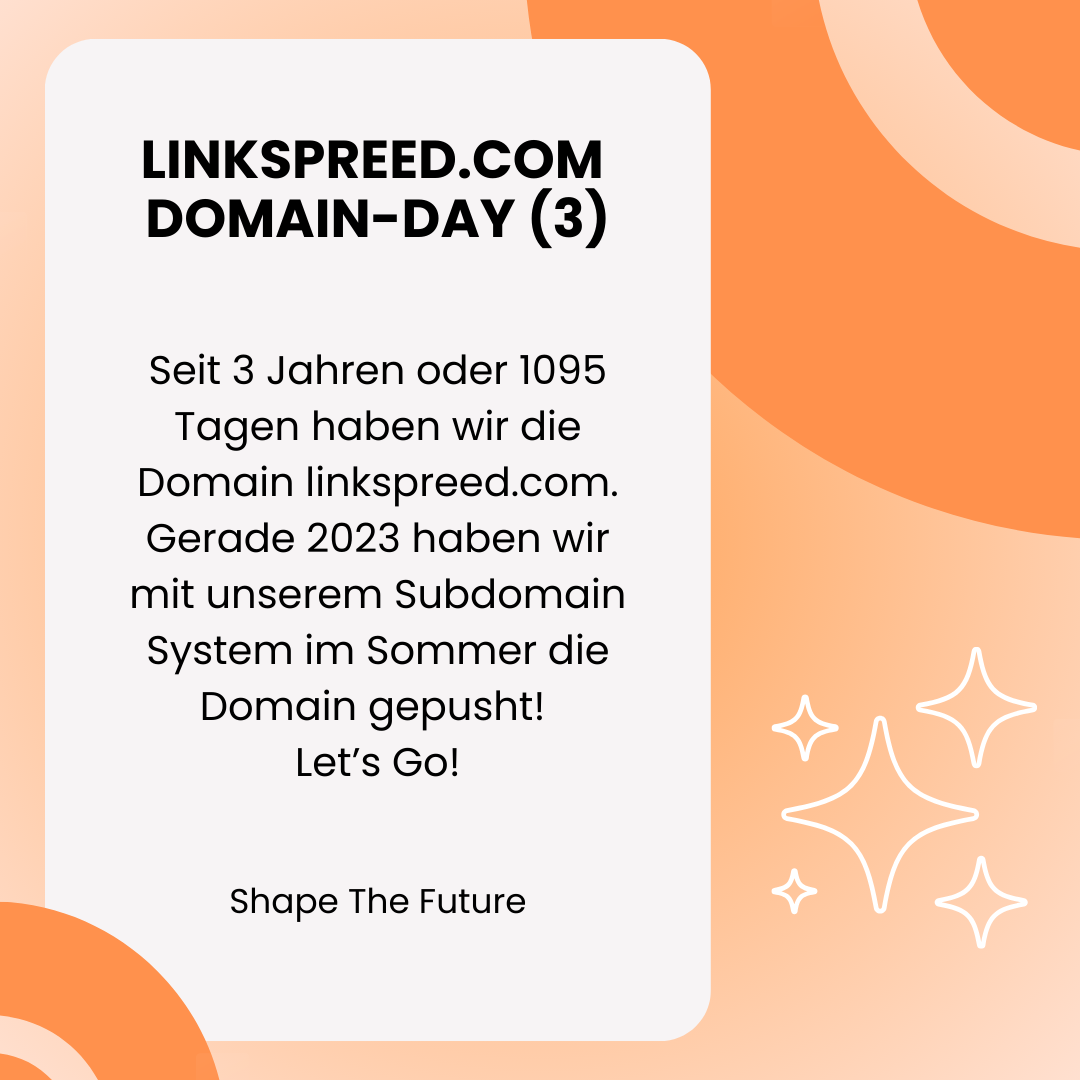 LINKSPREED.COM
DOMAIN-DAY (3)
Seit 3 Jahren oder 1095
Tagen haben wir die
Domain linkspreed.com.
Gerade 2023 haben wir
mit unserem Subdomain
System im Sommer die
Domain gepusht!
Let’s Go!
Shape The Future